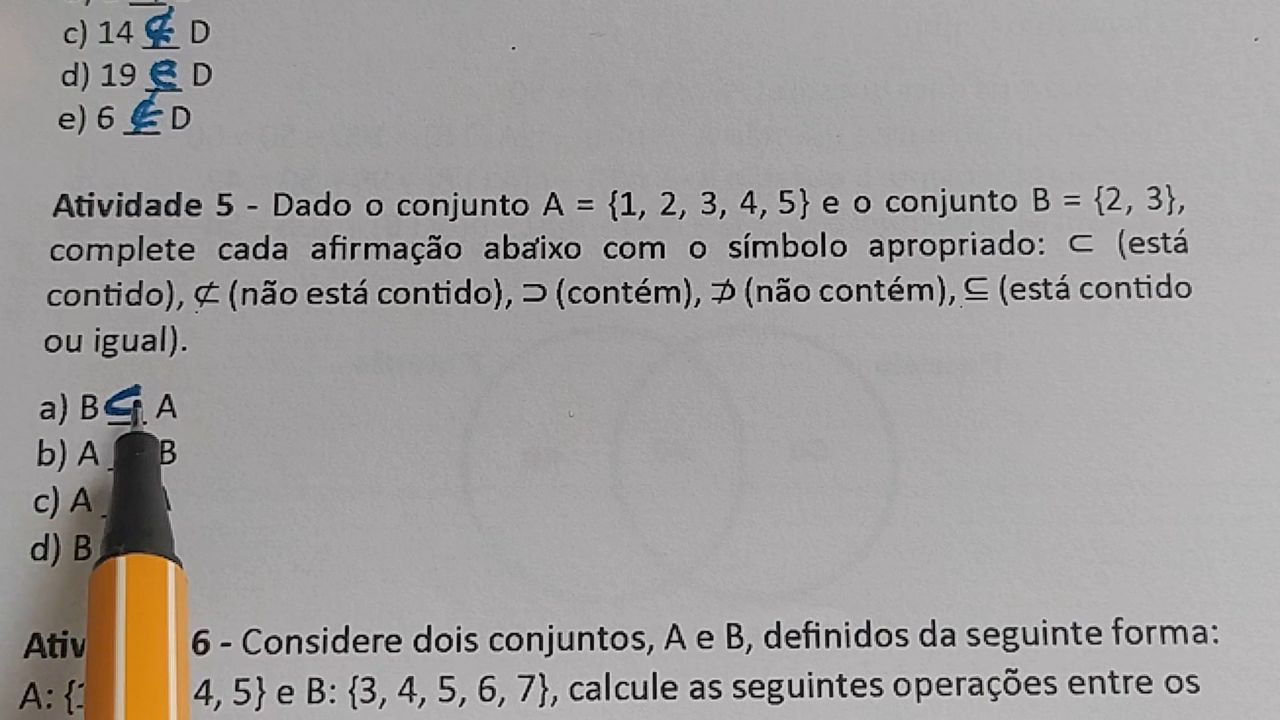 c) 14 ∉ D
d) 19 ∈ D
e) 6 ∉ D
Atividade 5 - Dado o conjunto A = {1, 2, 3, 4, 5} e o conjunto B = {2, 3},
complete cada afirmação abaixo com o símbolo apropriado: ⊂ (está
contido), ⊄ (não está contido), ⊃ (contém), ⊅ (não contém), ⊆ (está contido
ou igual).
a) B ⊂ A
b) A B
c) A
d) B
6 - Considere dois conjuntos, A e B, definidos da seguinte forma:
A: { 4, 5} e B: {3, 4, 5, 6, 7}, calcule as seguintes operações entre os